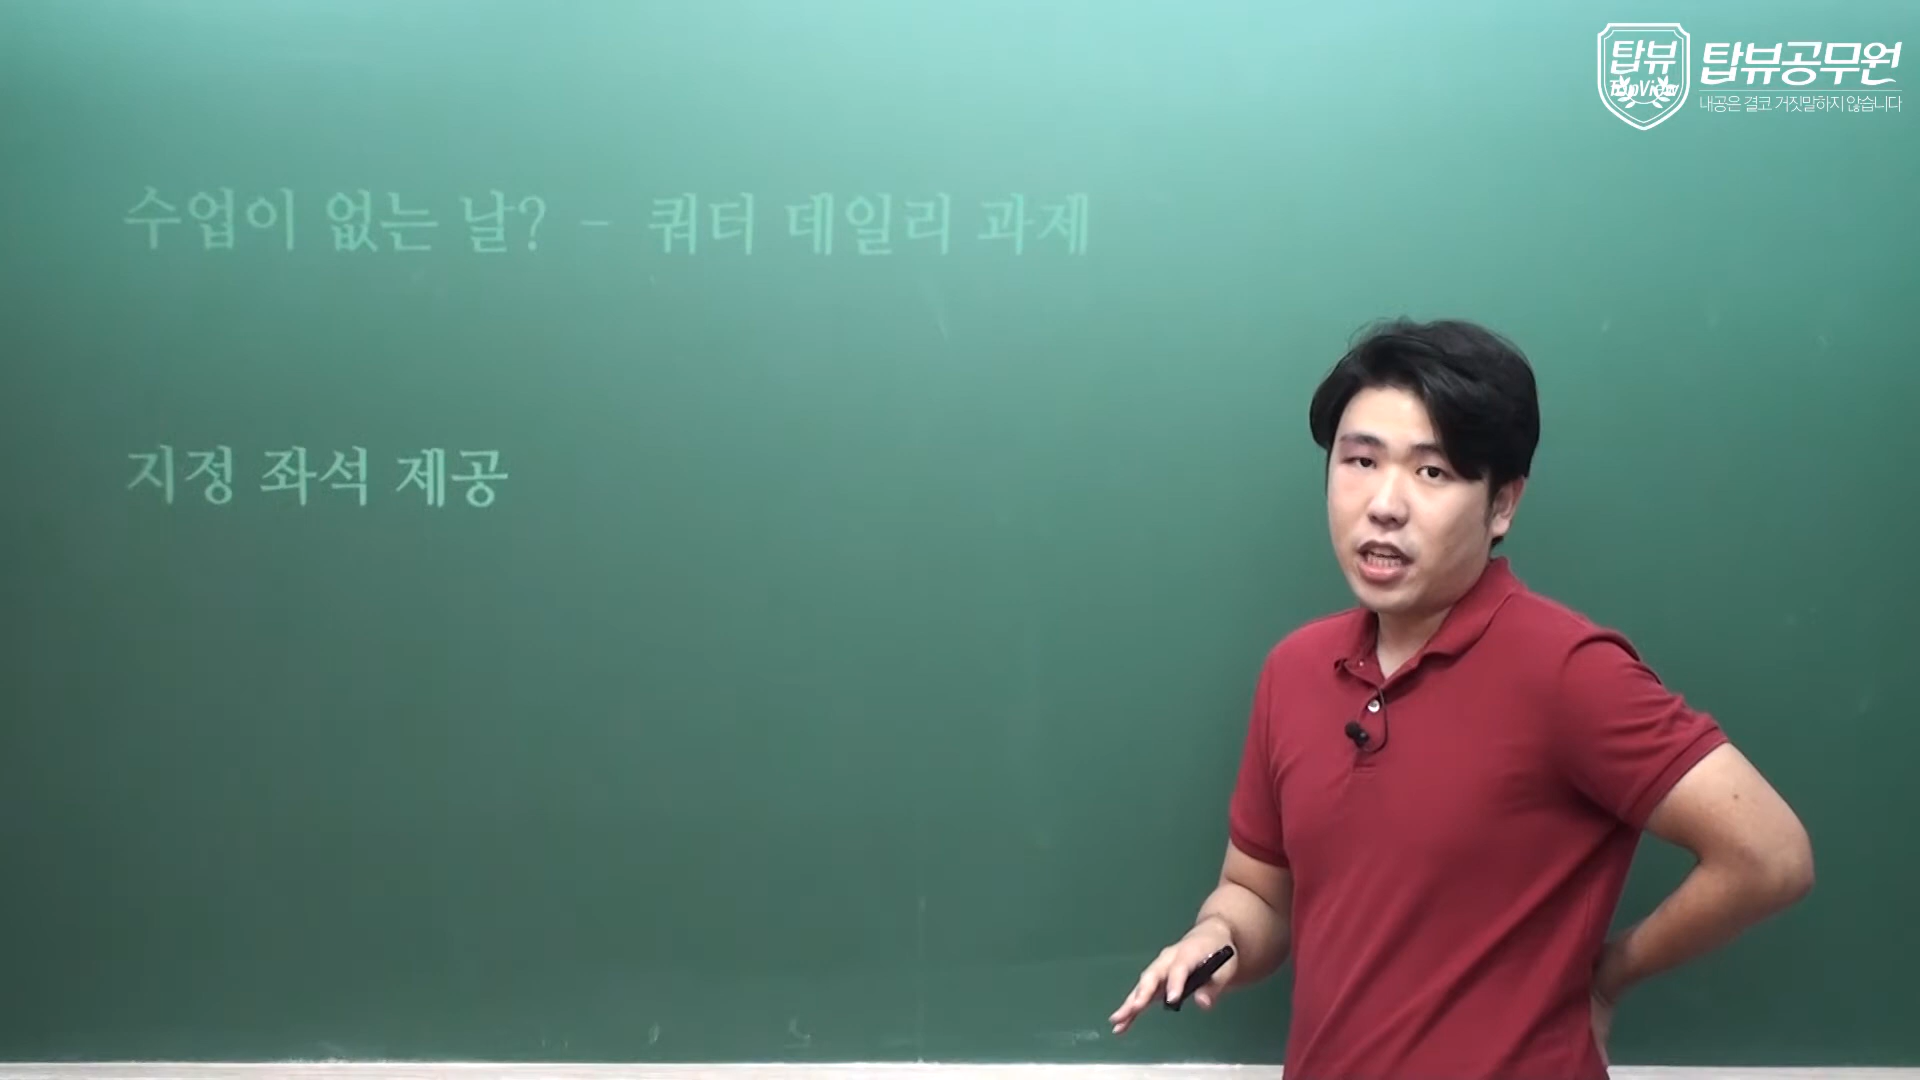 탑뷰
TopView
탑뷰공무원
내공은 결코 거짓말하지 않습니다
수업이 없는 날? - 쿼터 데일리 과제
지정 좌석 제공